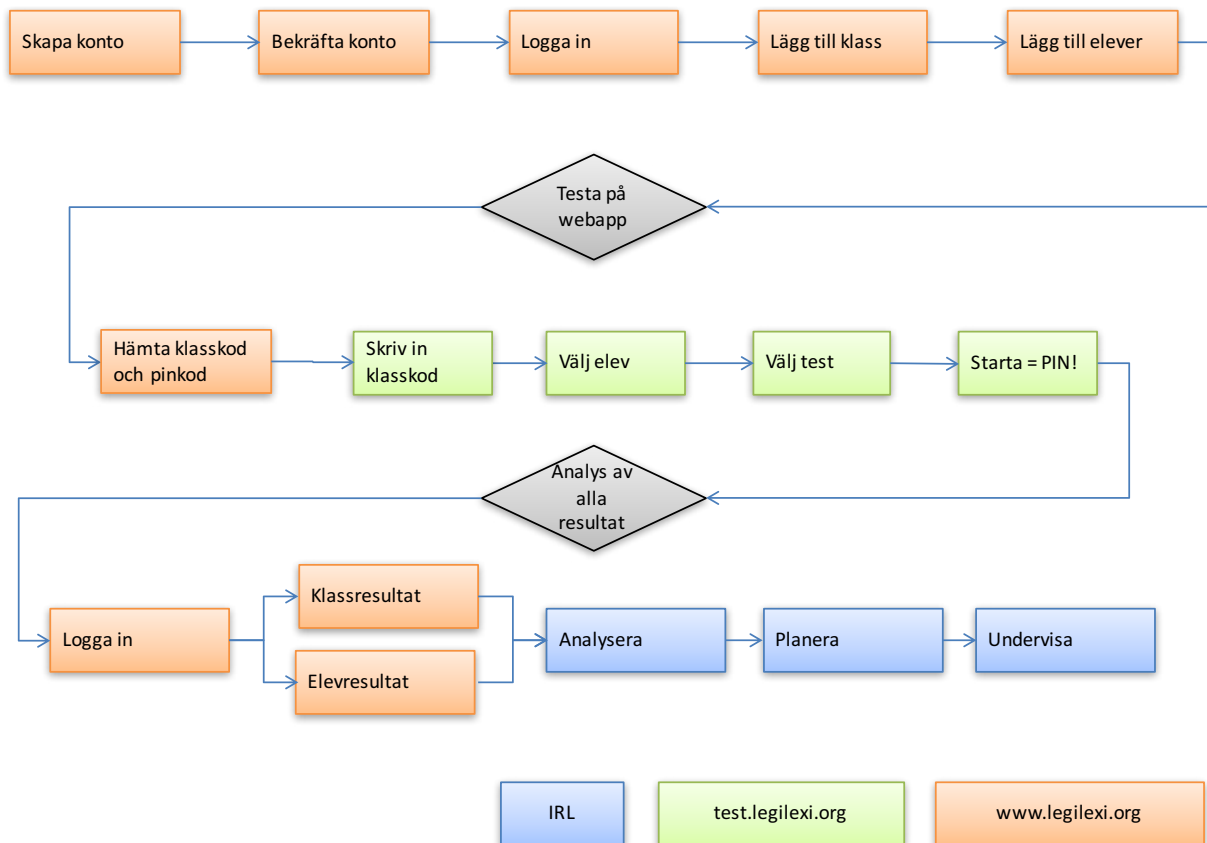 Skapa konto
Bekräfta konto
Logga in
Lägg till klass
Lägg till elever
Testa på
webapp
Hämta klasskod
och pinkod
Skriv in
klasskod
Välj elev
Välj test
Starta = PIN!
Analys av
alla
resultat
Logga in
Klassresultat
Elevresultat
Analysera
Planera
Undervisa
IRL
test.legilexi.org
www.legilexi.org